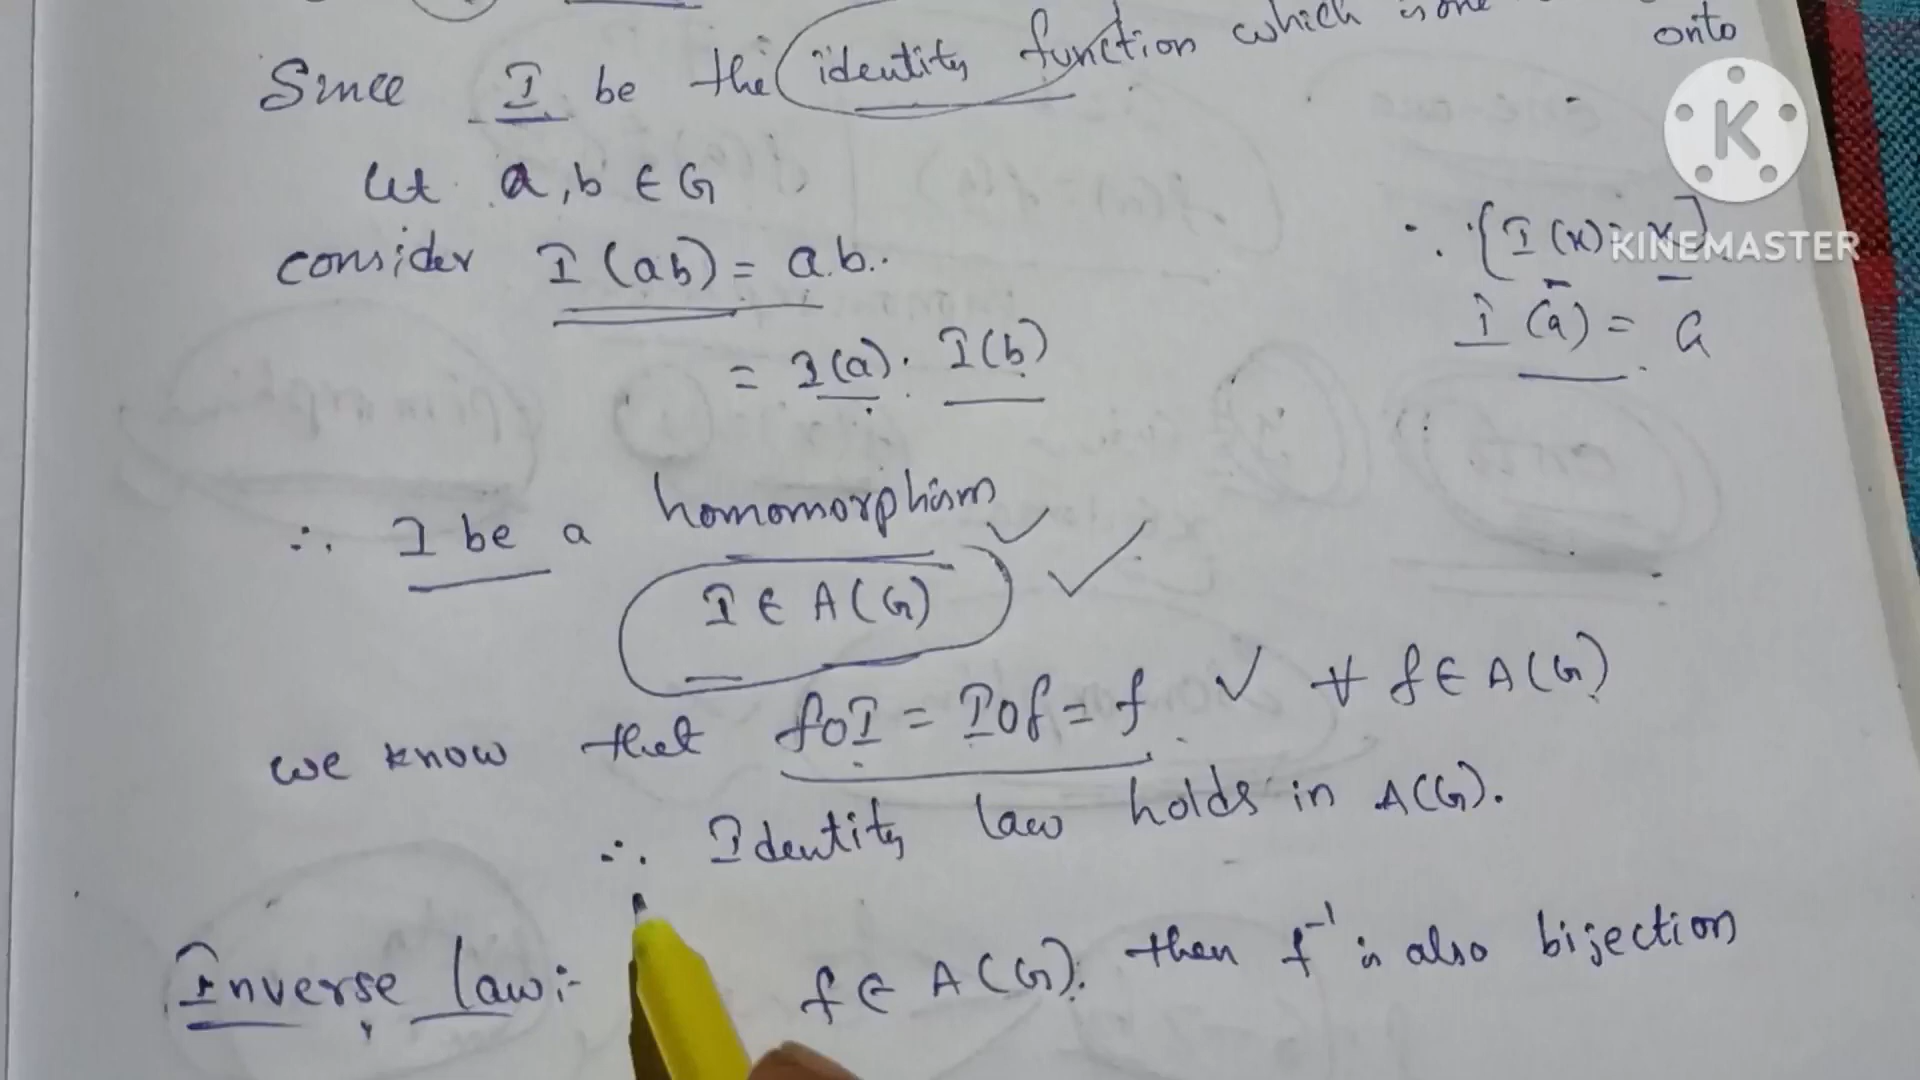 Since I be the identity function which is one
onto
Let a, b ∈ G
consider I (ab) = a.b.
∵ {I (x) = x}
= I(a) . I(b)
I (a) = a
∴ I be a homomorphism
I ∈ A(G)
we know that foI = Iof = f ✓ ∀ f ∈ A(G)
∴ Identity law holds in A(G).
Inverse law:- f ∈ A(G). then f⁻¹ is also bijection
K
KINEMASTER